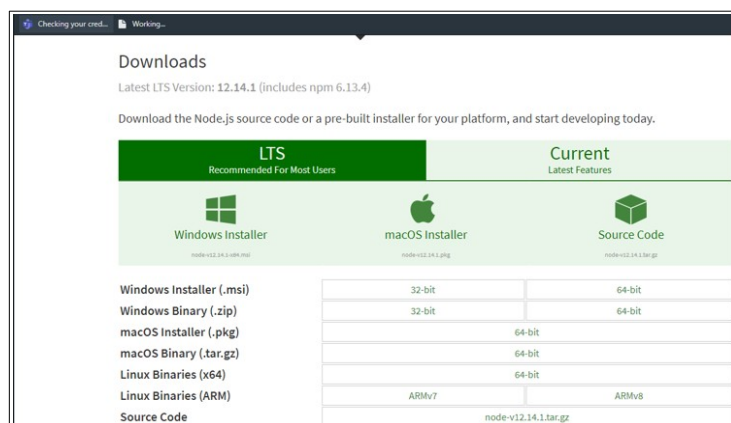 Checking your cred... Working...
Downloads
Latest LTS Version: 12.14.1 (includes npm 6.13.4)
Download the Node.js source code or a pre-built installer for your platform, and start developing today.
LTS Current
Recommended For Most Users Latest Features
Windows Installer macOS Installer Source Code
node-v12.14.1-x64.msi node-v12.14.1.pkg node-v12.14.1.tar.gz
Windows Installer (.msi) 32-bit 64-bit
Windows Binary (.zip) 32-bit 64-bit
macOS Installer (.pkg) 64-bit
macOS Binary (.tar.gz) 64-bit
Linux Binaries (x64) 64-bit
Linux Binaries (ARM) ARMv7 ARMv8
Source Code node-v12.14.1.tar.gz